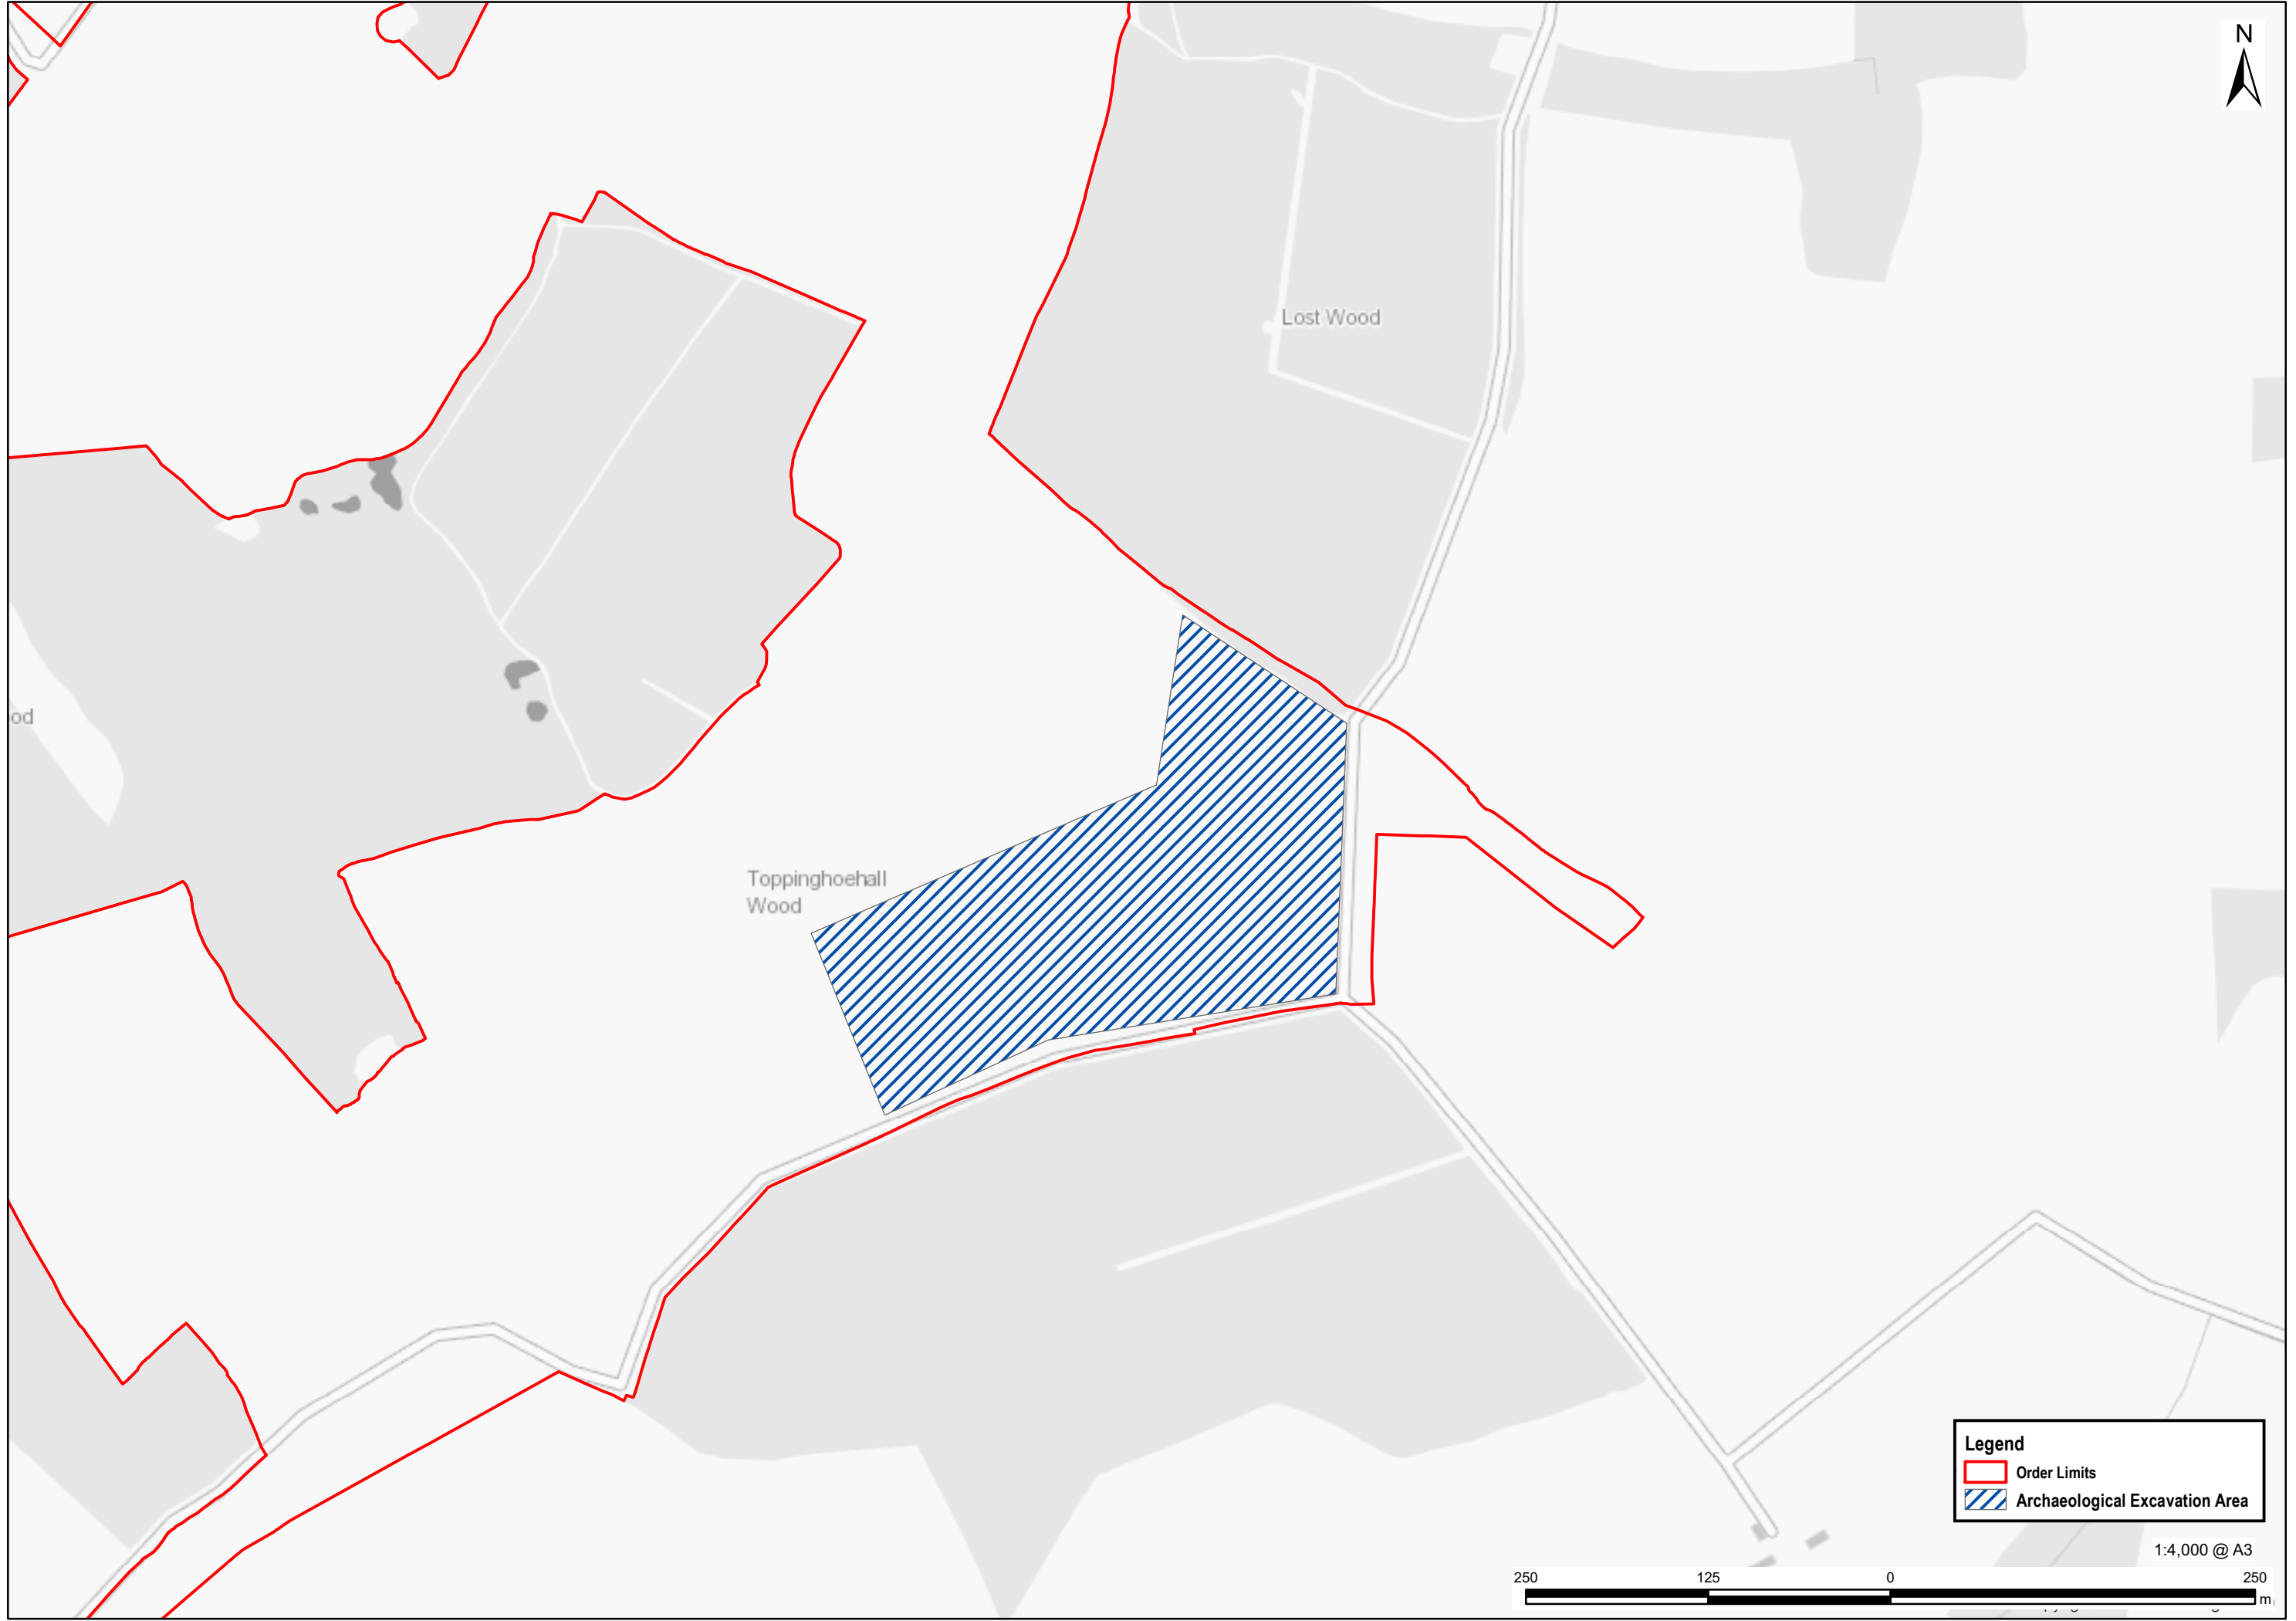 N
Lost Wood
od
Toppinghoehall
Wood
Legend
Order Limits
Archaeological Excavation Area
1:4,000 @ A3
250 125 0 250
m